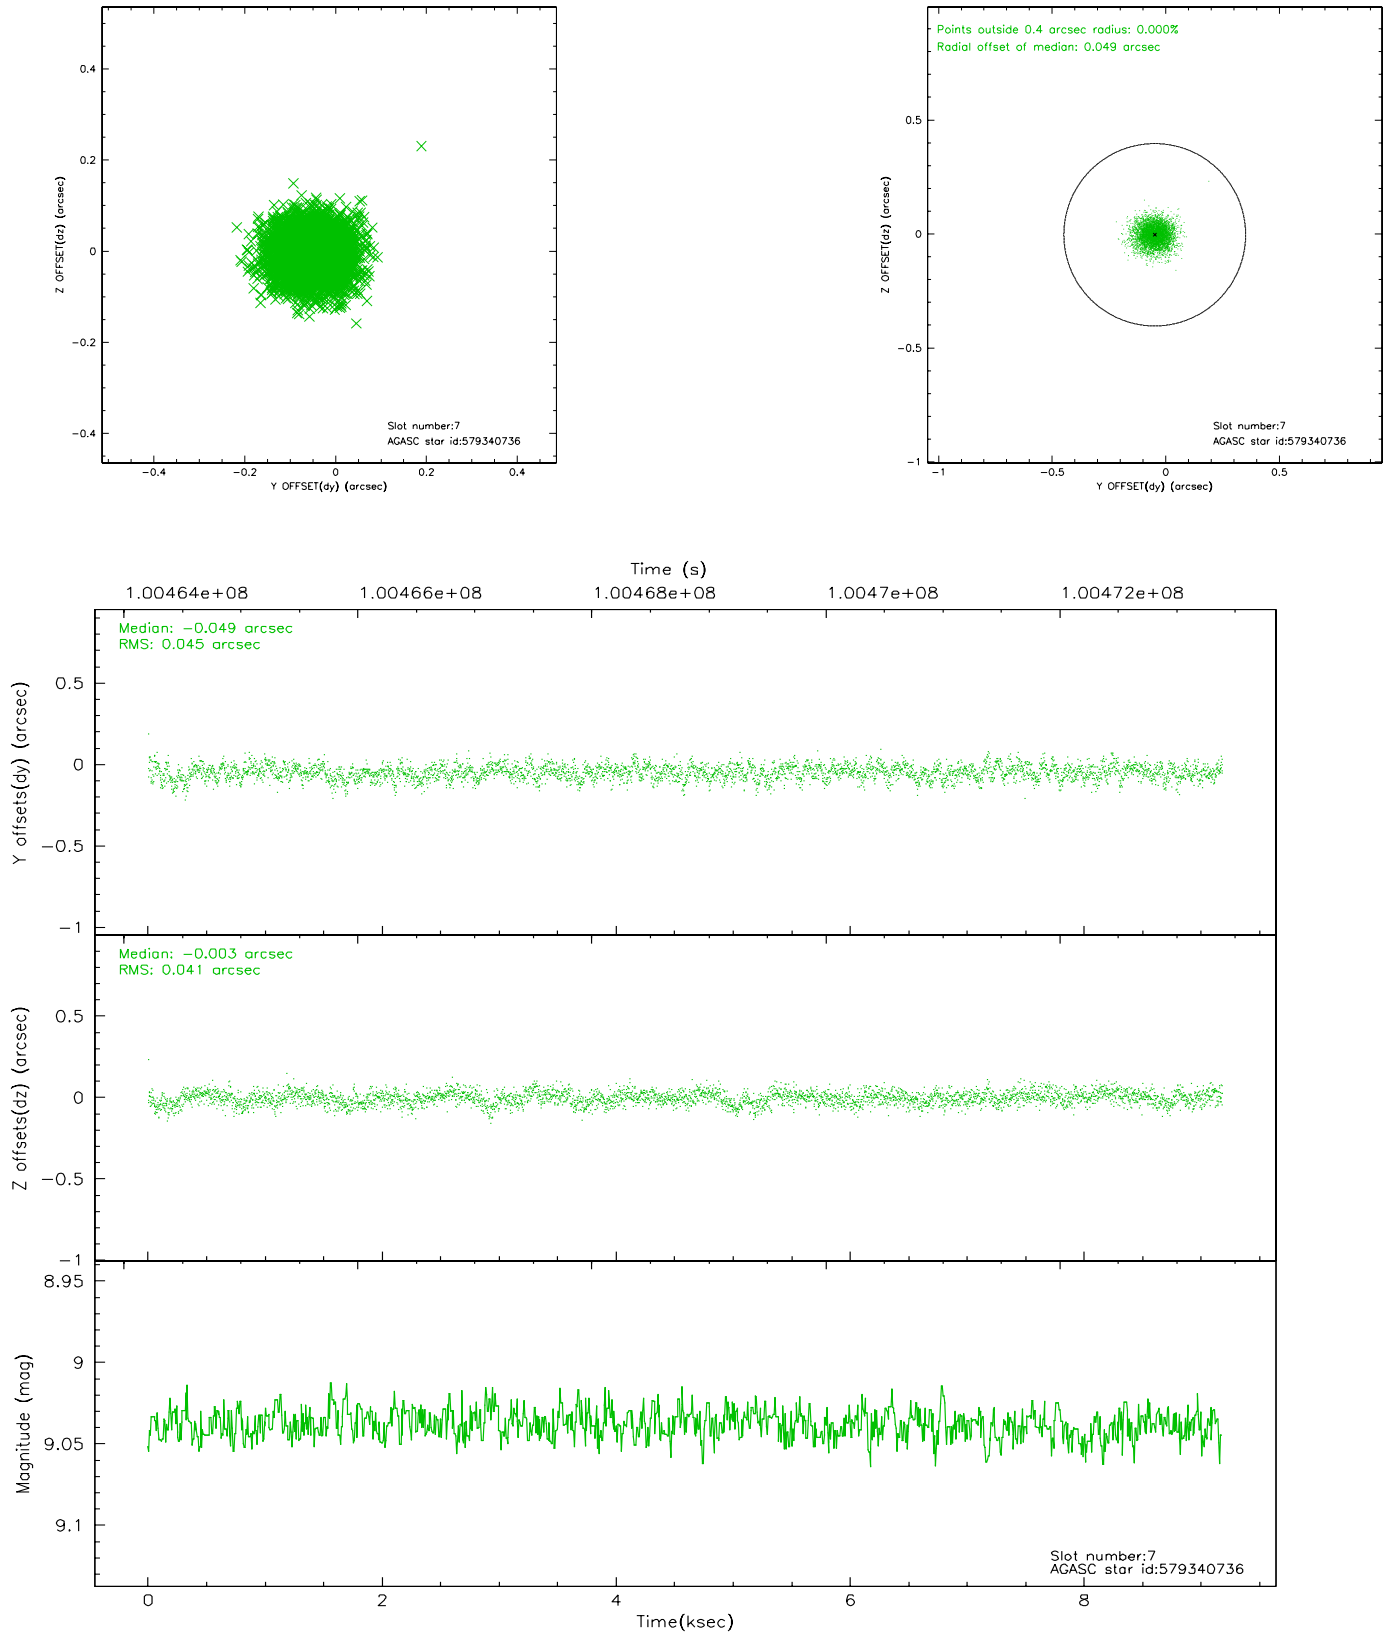 0.4
0.2
0
−0.2
−0.4
Z OFFSET(dz) (arcsec)
Slot number:7
AGASC star id:579340736
−0.4 −0.2 0 0.2 0.4
Y OFFSET(dy) (arcsec)
Points outside 0.4 arcsec radius: 0.000%
Radial offset of median: 0.049 arcsec
0.5
0
−0.5
−1
Z OFFSET(dz) (arcsec)
Slot number:7
AGASC star id:579340736
−1 −0.5 0 0.5
Y OFFSET(dy) (arcsec)
Time (s)
1.00464e+08 1.00466e+08 1.00468e+08 1.0047e+08 1.00472e+08
Median: −0.049 arcsec
RMS: 0.045 arcsec
0.5
0
−0.5
−1
Y offsets(dy) (arcsec)
Median: −0.003 arcsec
RMS: 0.041 arcsec
0.5
0
−0.5
−1
Z offsets(dz) (arcsec)
8.95
9
9.05
9.1
Magnitude (mag)
Slot number:7
AGASC star id:579340736
0 2 4 6 8
Time(ksec)